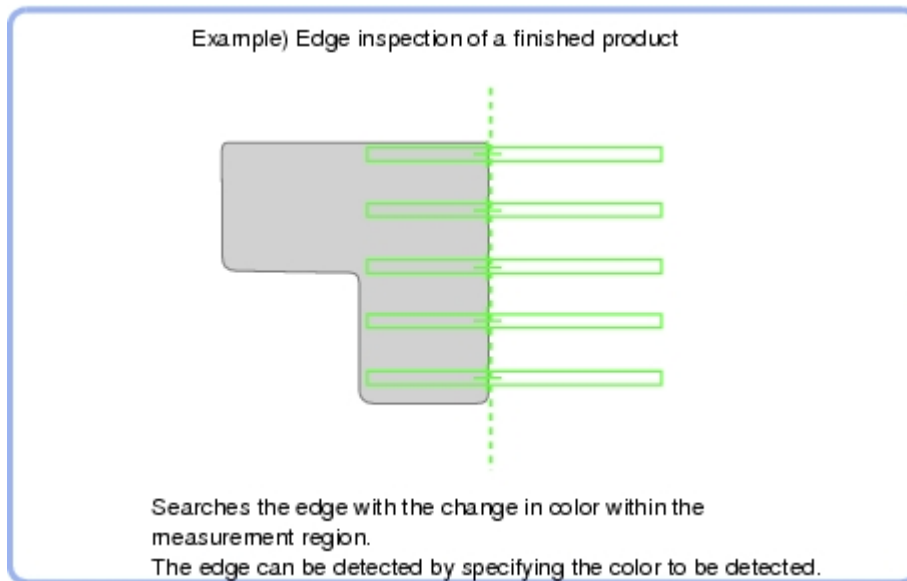 Example) Edge inspection of a finished product
Searches the edge with the change in color within the
measurement region.
The edge can be detected by specifying the color to be detected.